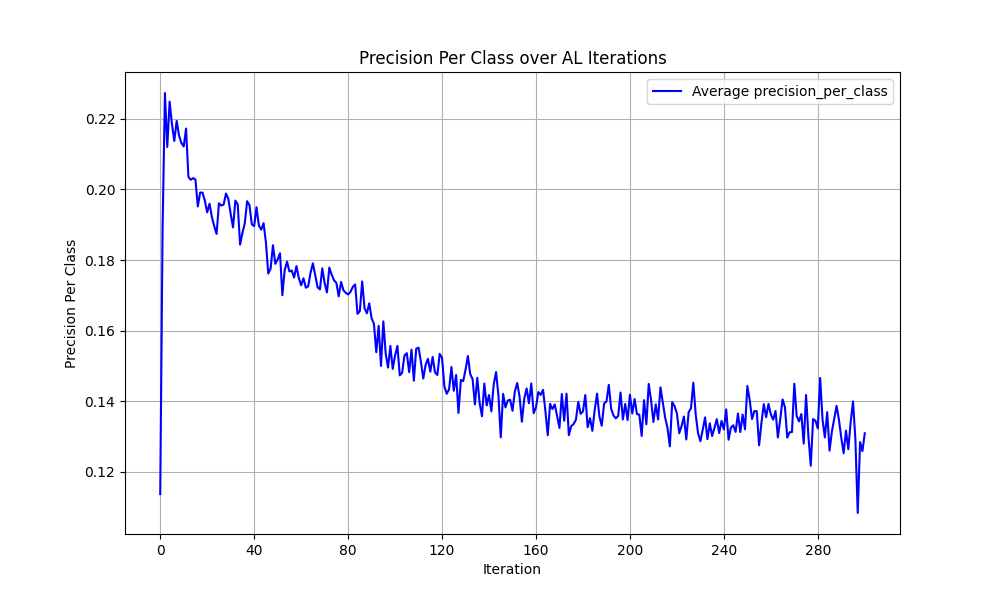 Precision Per Class over AL Iterations
Average precision_per_class
Precision Per Class
0.22
0.20
0.18
0.16
0.14
0.12
0 40 80 120 160 200 240 280
Iteration